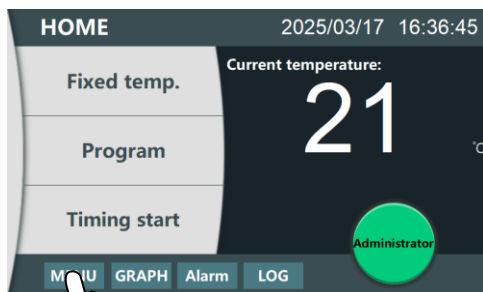 HOME 2025/03/17 16:36:45
Fixed temp.
Current temperature:
21 °C
Program
Timing start
Administrator
MENU GRAPH Alarm LOG